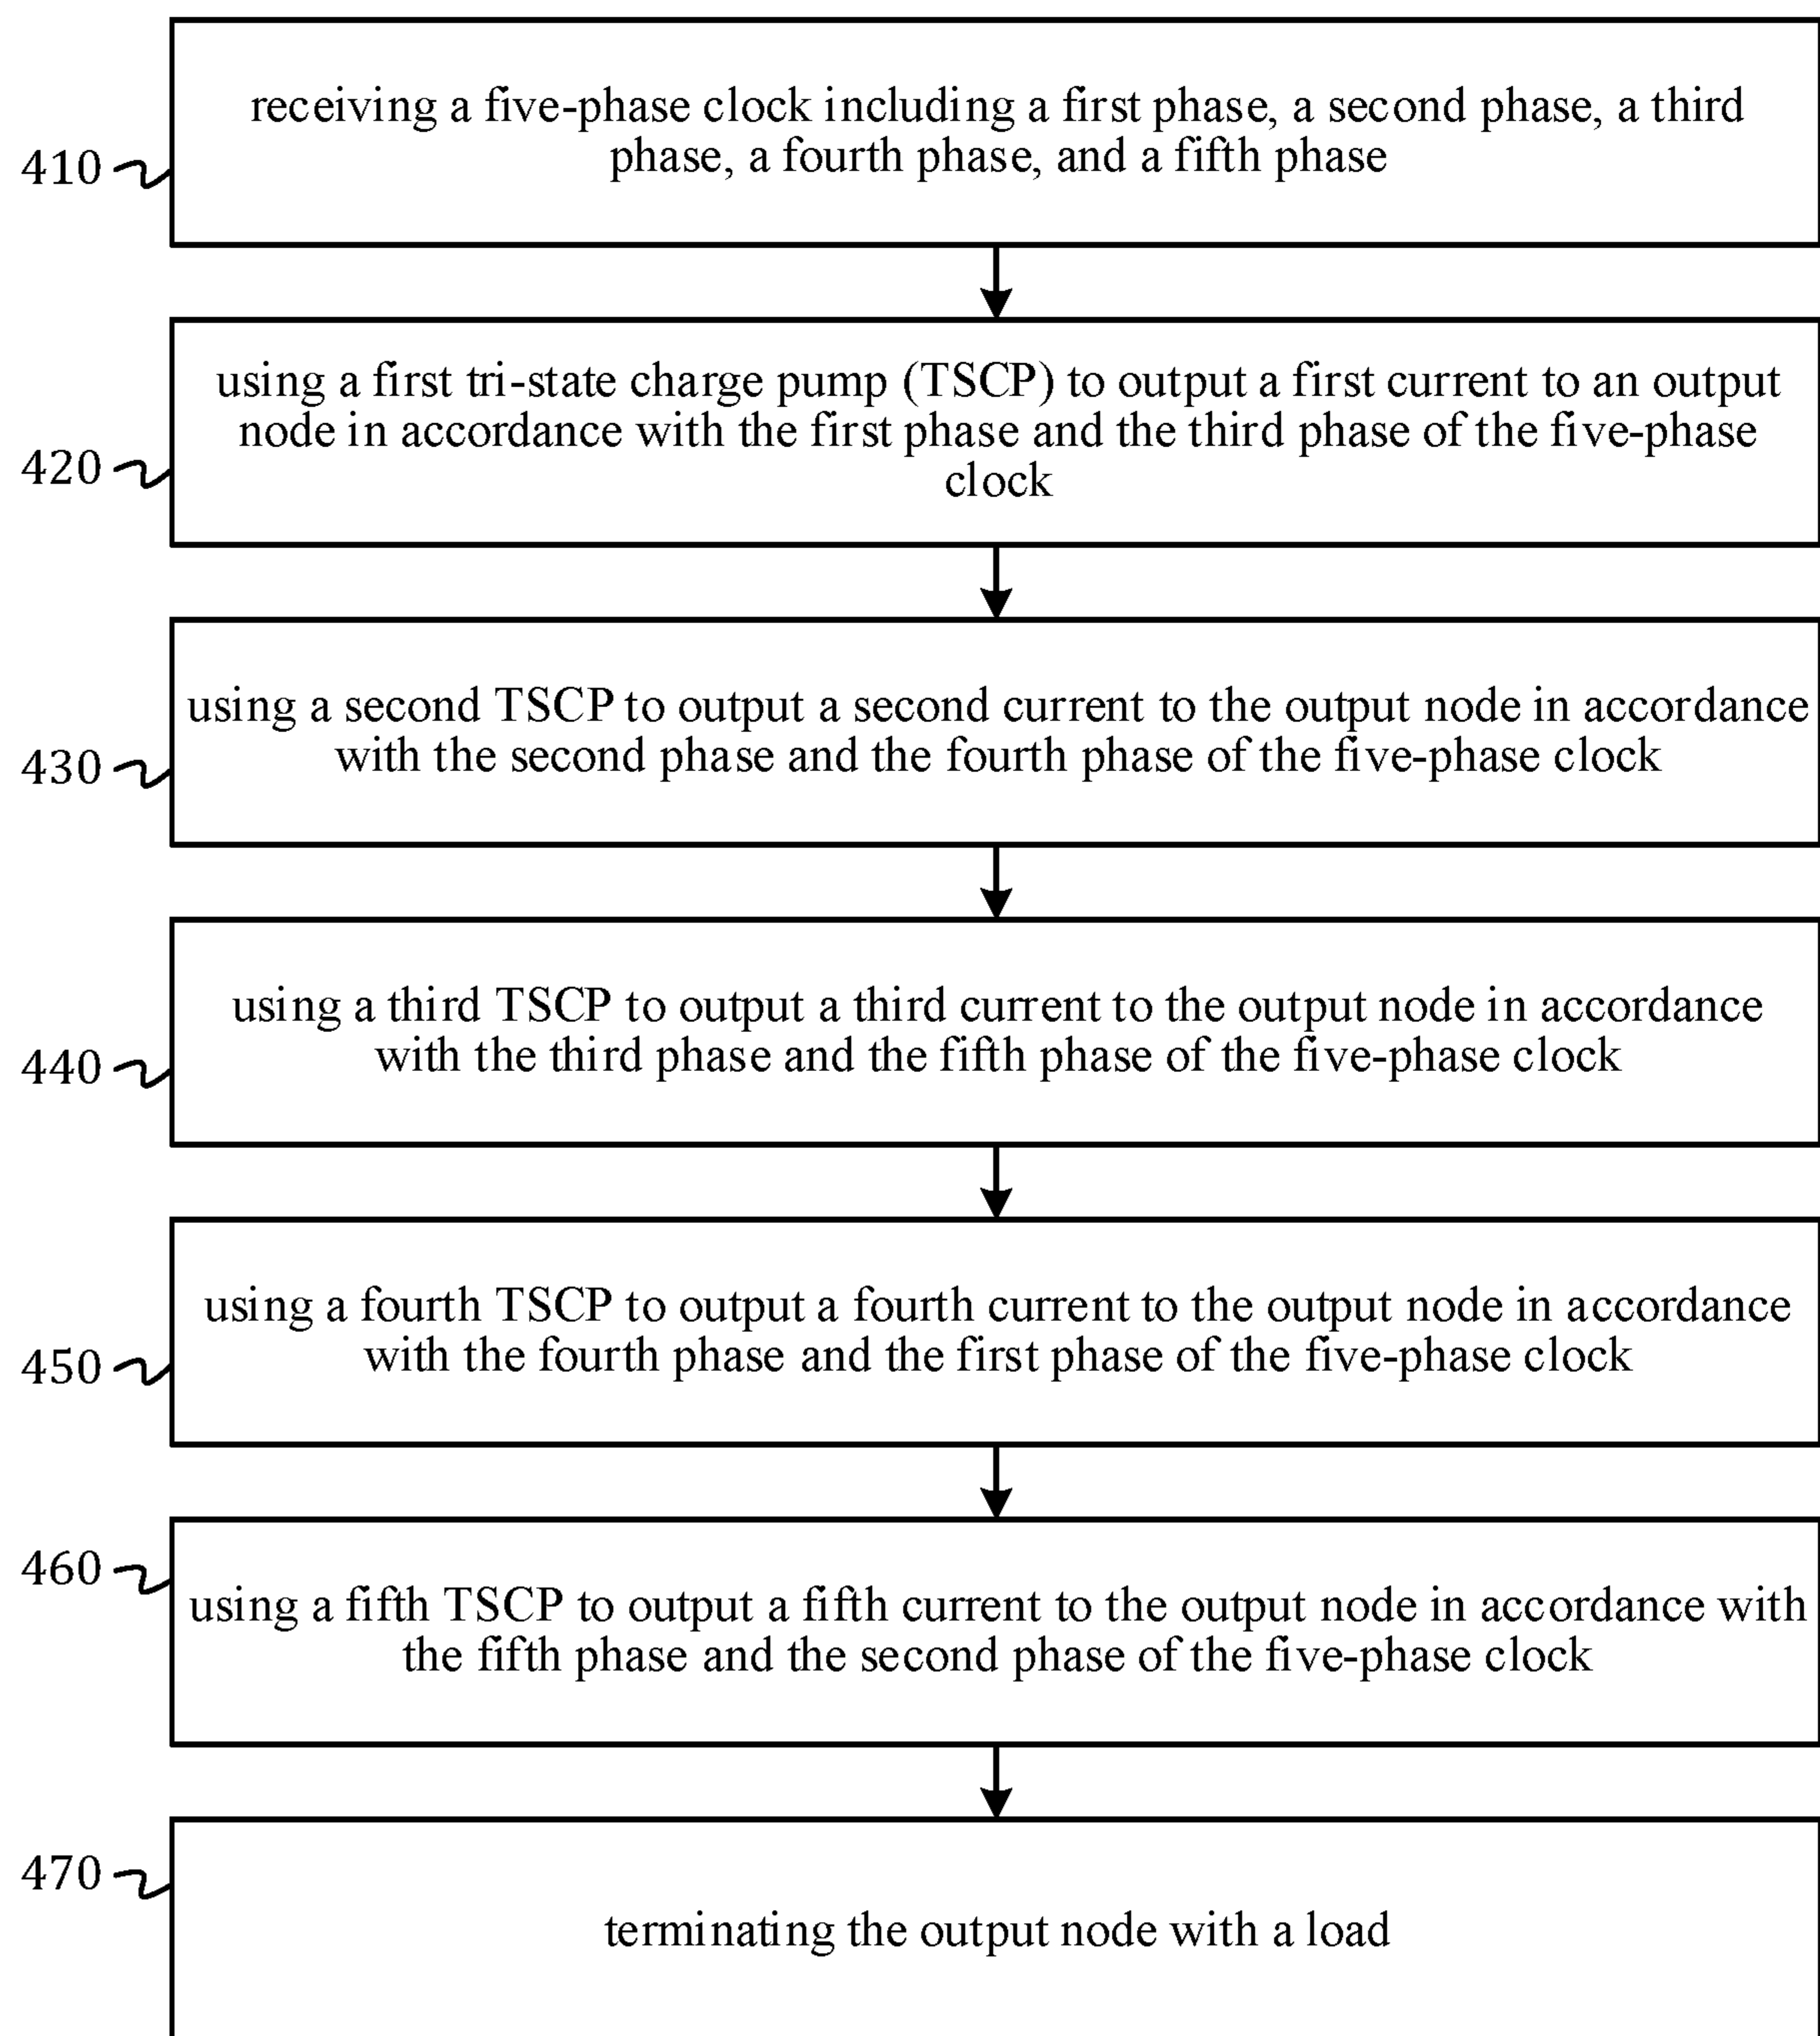 receiving a five-phase clock including a first phase, a second phase, a third
phase, a fourth phase, and a fifth phase
410
using a first tri-state charge pump (TSCP) to output a first current to an output
node in accordance with the first phase and the third phase of the five-phase
clock
420
using a second TSCP to output a second current to the output node in accordance
with the second phase and the fourth phase of the five-phase clock
430
using a third TSCP to output a third current to the output node in accordance
with the third phase and the fifth phase of the five-phase clock
440
using a fourth TSCP to output a fourth current to the output node in accordance
with the fourth phase and the first phase of the five-phase clock
450
460
using a fifth TSCP to output a fifth current to the output node in accordance with
the fifth phase and the second phase of the five-phase clock
470
terminating the output node with a load